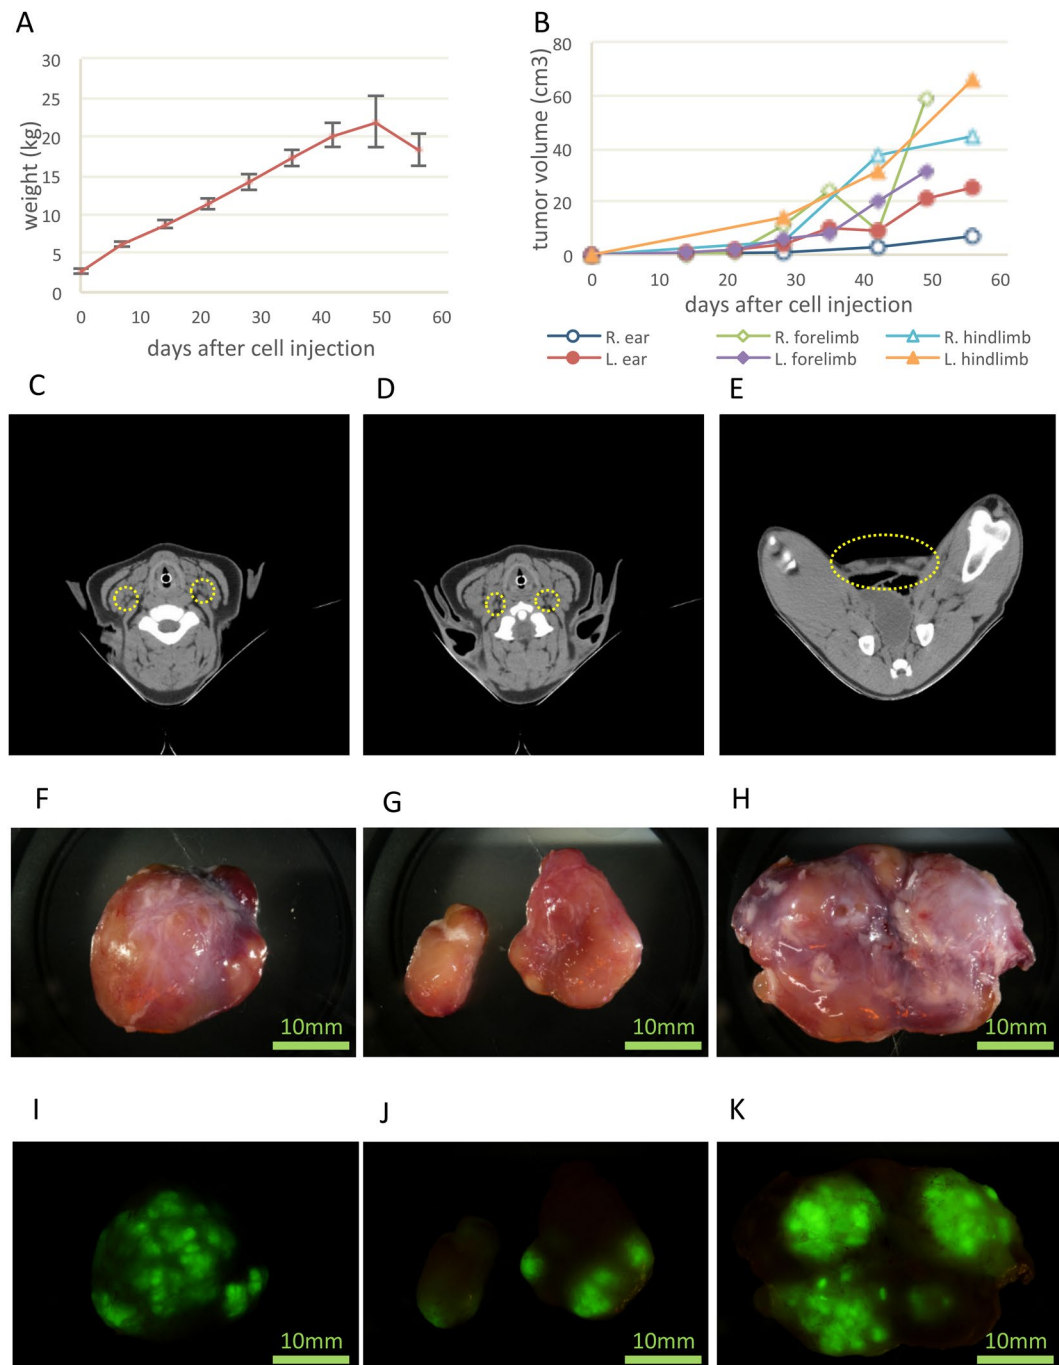 A
30
25
20
15
10
5
0
weight (kg)
0 10 20 30 40 50 60
days after cell injection
B
80
60
40
20
0
tumor volume (cm3)
0 10 20 30 40 50 60
days after cell injection
R. ear R. forelimb R. hindlimb
L. ear L. forelimb L. hindlimb
C D E
F G H
10mm 10mm 10mm
I J K
10mm 10mm 10mm